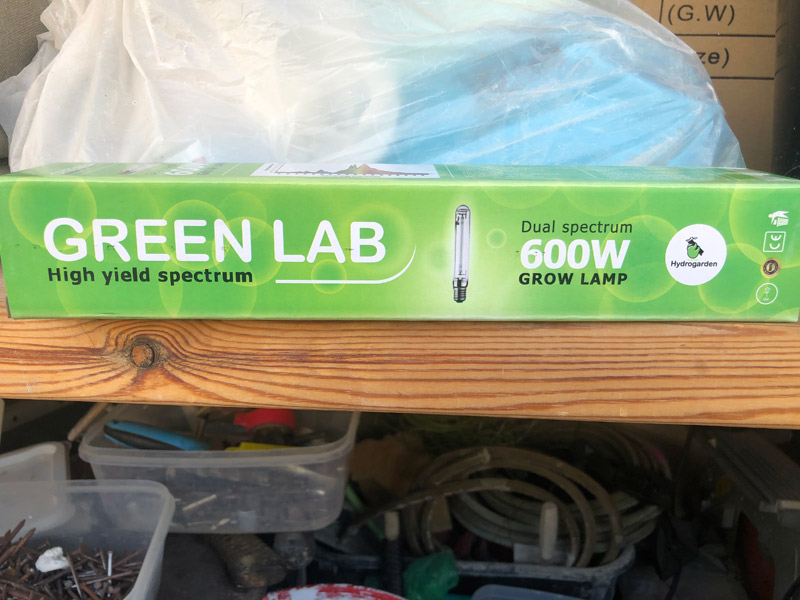 (G.W)
ze)
GREEN LAB
High yield spectrum
Dual spectrum
600W
GROW LAMP
Hydrogarden